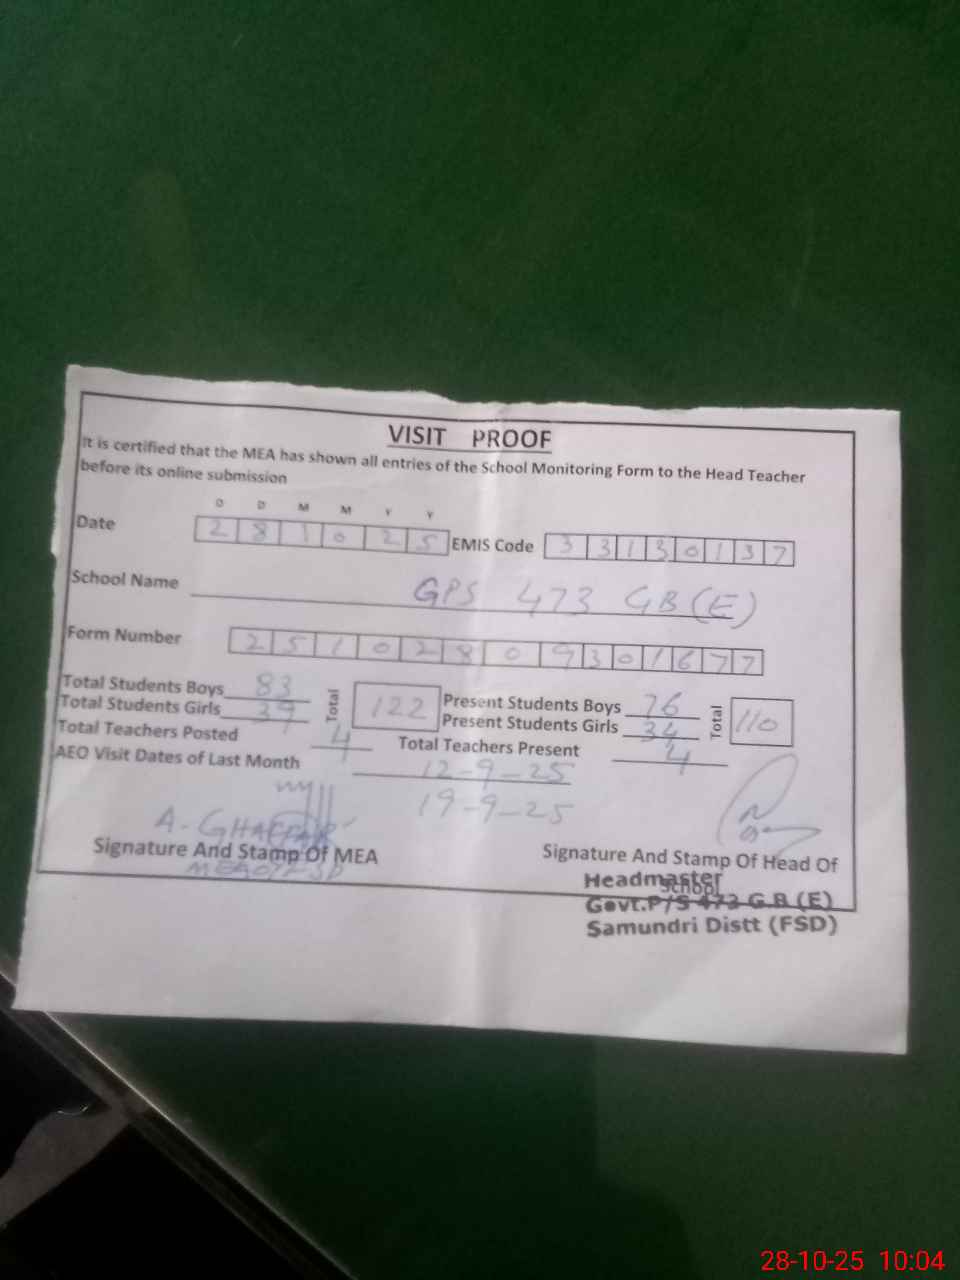 VISIT PROOF
It is certified that the MEA has shown all entries of the School Monitoring Form to the Head Teacher
before its online submission
D D M M Y Y
Date 2 8 1 0 2 5 EMIS Code 3 3 1 3 0 1 3 7
School Name GPS 473 GB (E)
Form Number 2 5 1 0 2 8 0 9 3 0 1 6 7 7
Total Students Boys 83 Total 122 Present Students Boys 76 Total 110
Total Students Girls 39 Present Students Girls 34
Total Teachers Posted 4 Total Teachers Present 4
AEO Visit Dates of Last Month 12-9-25
19-9-25
A. GHAFFAR
Signature And Stamp Of MEA Signature And Stamp Of Head Of
School
Headmaster
Govt.P/S 473 G.B (E)
Samundri Distt (FSD)
28-10-25 10:04